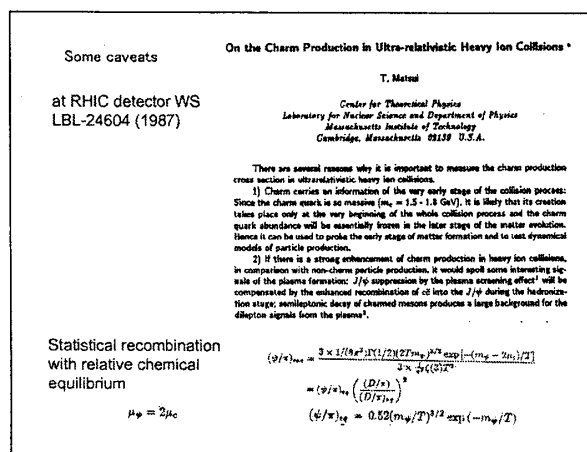 Some caveats
at RHIC detector WS
LBL-24604 (1987)
On the Charm Production in Ultra-relativistic Heavy Ion Collisions *
T. Matsui
Center for Theoretical Physics
Laboratory for Nuclear Science and Department of Physics
Massachusetts Institute of Technology
Cambridge, Massachusetts 02139 U.S.A.
There are several reasons why it is important to measure the charm production
cross section in ultrarelativistic heavy ion collisions.
1) Charm carries an information of the very early stage of the collision process:
Since the charm quark is so massive (m_c = 1.5 - 1.8 GeV), it is likely that its creation
takes place only at the very beginning of the whole collision process and the charm
quark abundance will be essentially frozen in the later stage of the matter evolution.
Hence it can be used to probe the early stage of matter formation and to test dynamical
models of particle production.
2) If there is a strong enhancement of charm production in heavy ion collisions,
in comparison with non-charm particle production, it would spoil some interesting sig-
nals of the plasma formation: J/ψ suppression by the plasma screening effect¹ will be
compensated by the enhanced recombination of cc̄ into the J/ψ during the hadroniza-
tion stage; semileptonic decay of charmed mesons produces a large background for the
dilepton signals from the plasma².
Statistical recombination
with relative chemical
equilibrium
μ_ψ = 2μ_c
= (ψ/π)_eq ( (D/π) / (D/π)_eq )²
(ψ/π)_eq = 0.52(m_ψ/T)^3/2 exp(-m_ψ/T)